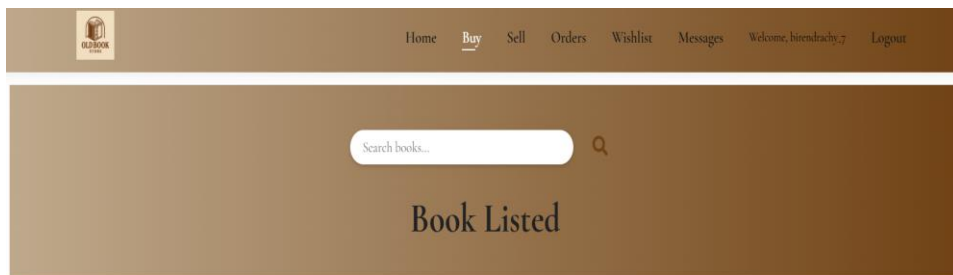 OLD BOOK
Home Buy Sell Orders Wishlist Messages Welcome, birendrachy_7 Logout
Search books...
Book Listed